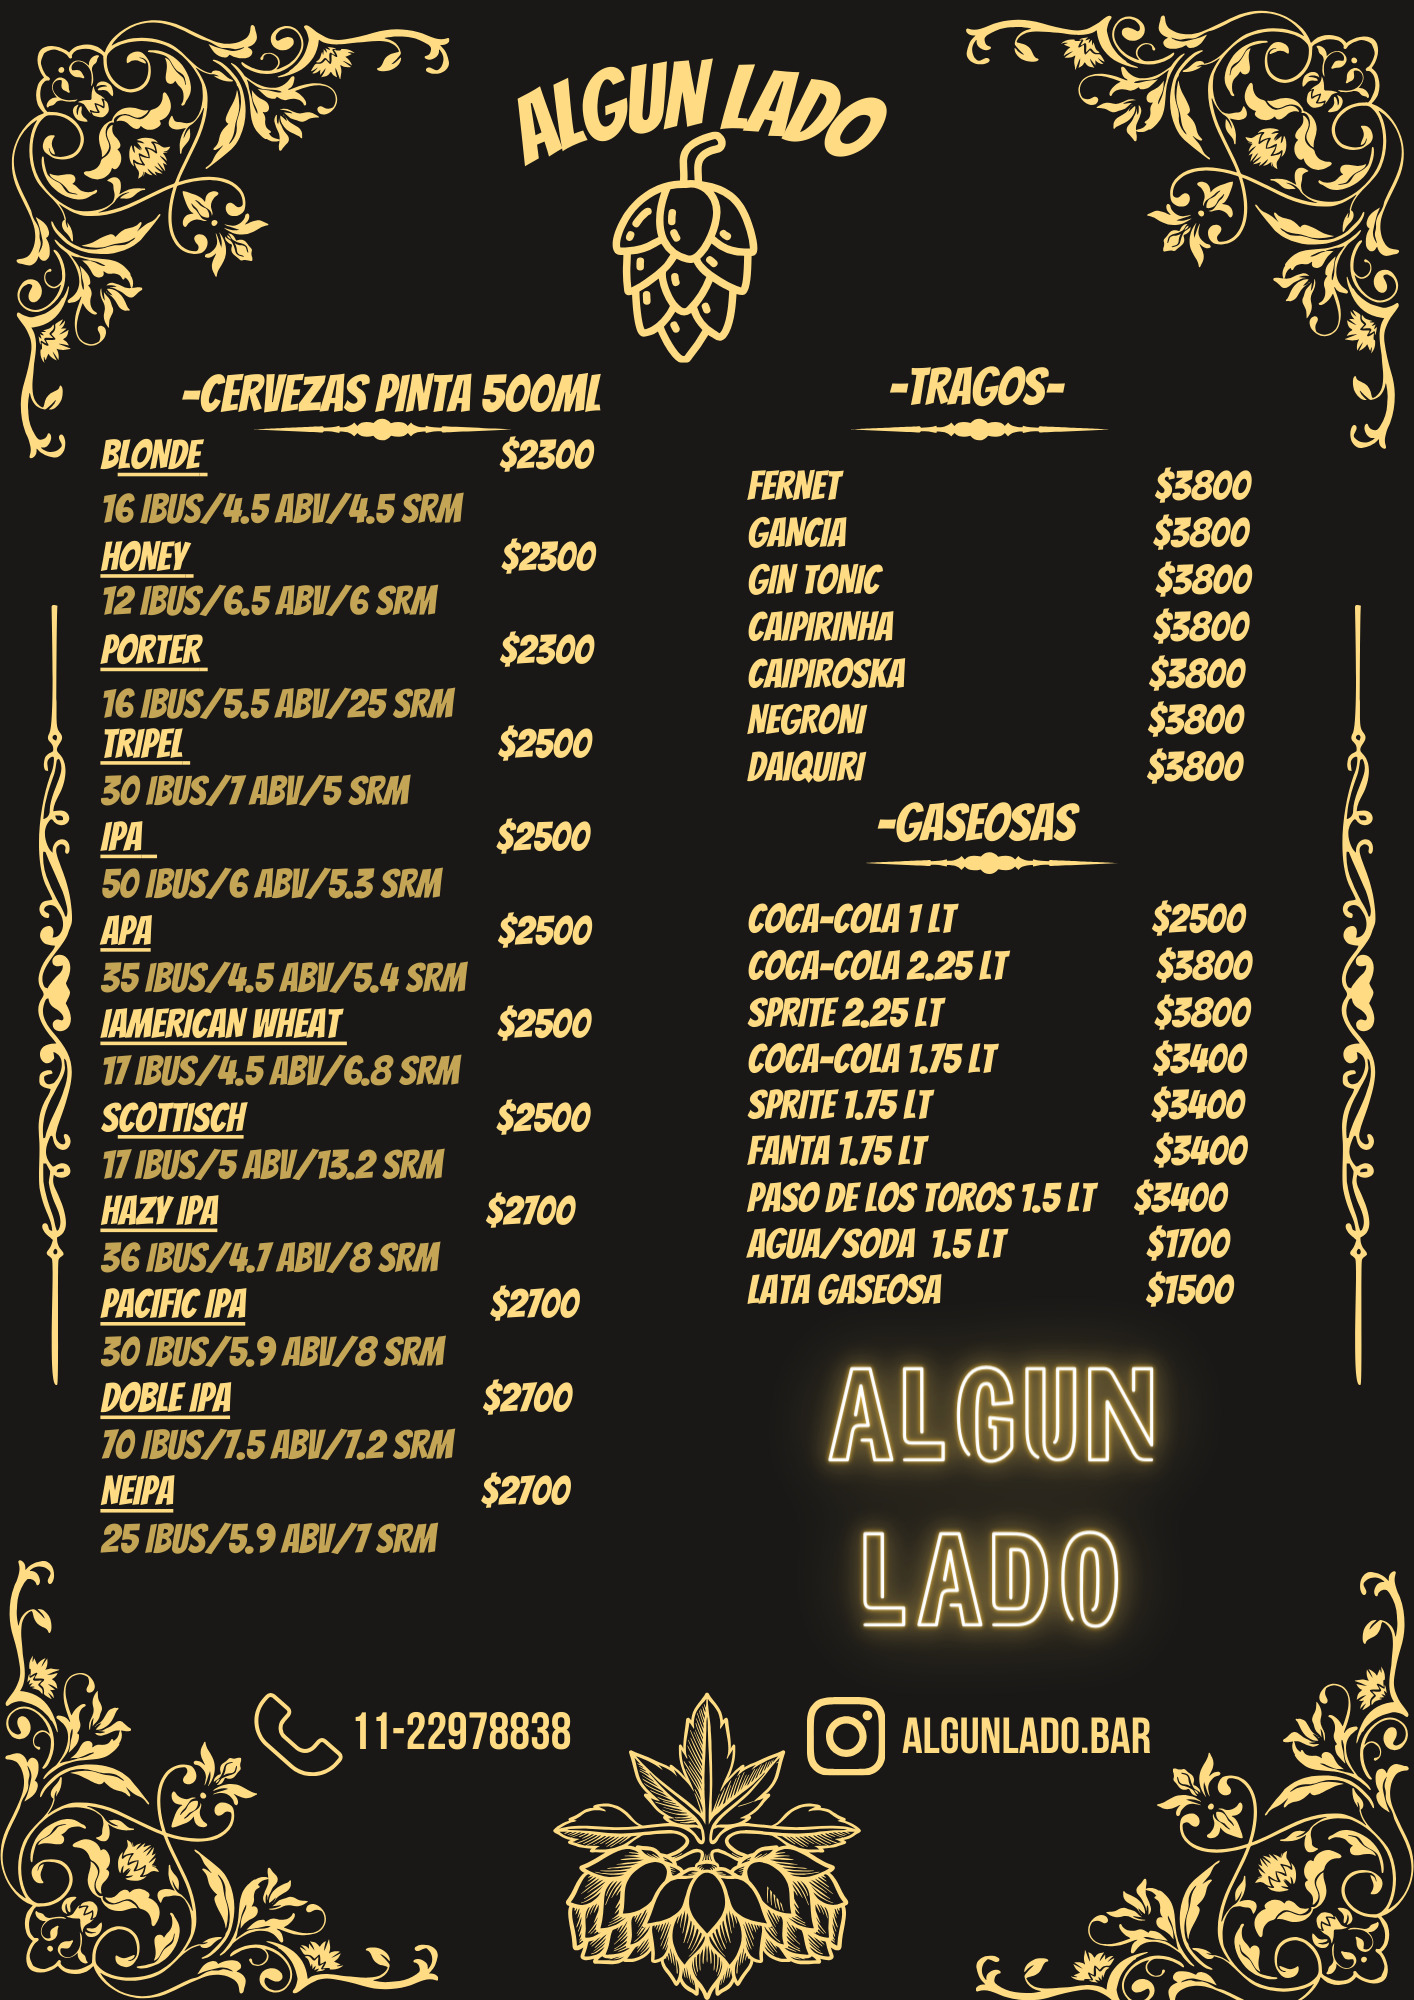 ALGUN LADO
-CERVEZAS PINTA 500ML
BLONDE $2300
16 IBUS/4.5 ABV/4.5 SRM
HONEY $2300
12 IBUS/6.5 ABV/6 SRM
PORTER $2300
16 IBUS/5.5 ABV/25 SRM
TRIPEL $2500
30 IBUS/7 ABV/5 SRM
IPA $2500
50 IBUS/6 ABV/5.3 SRM
APA $2500
35 IBUS/4.5 ABV/5.4 SRM
IAMERICAN WHEAT $2500
17 IBUS/4.5 ABV/6.8 SRM
SCOTTISCH $2500
17 IBUS/5 ABV/13.2 SRM
HAZY IPA $2700
36 IBUS/4.7 ABV/8 SRM
PACIFIC IPA $2700
30 IBUS/5.9 ABV/8 SRM
DOBLE IPA $2700
70 IBUS/7.5 ABV/7.2 SRM
NEIPA $2700
25 IBUS/5.9 ABV/7 SRM
-TRAGOS-
FERNET $3800
GANCIA $3800
GIN TONIC $3800
CAIPIRINHA $3800
CAIPIROSKA $3800
NEGRONI $3800
DAIQUIRI $3800
-GASEOSAS
COCA-COLA 1 LT $2500
COCA-COLA 2.25 LT $3800
SPRITE 2.25 LT $3800
COCA-COLA 1.75 LT $3400
SPRITE 1.75 LT $3400
FANTA 1.75 LT $3400
PASO DE LOS TOROS 1.5 LT $3400
AGUA/SODA 1.5 LT $1700
LATA GASEOSA $1500
ALGUN
LADO
11-22978838
ALGUNLADO.BAR